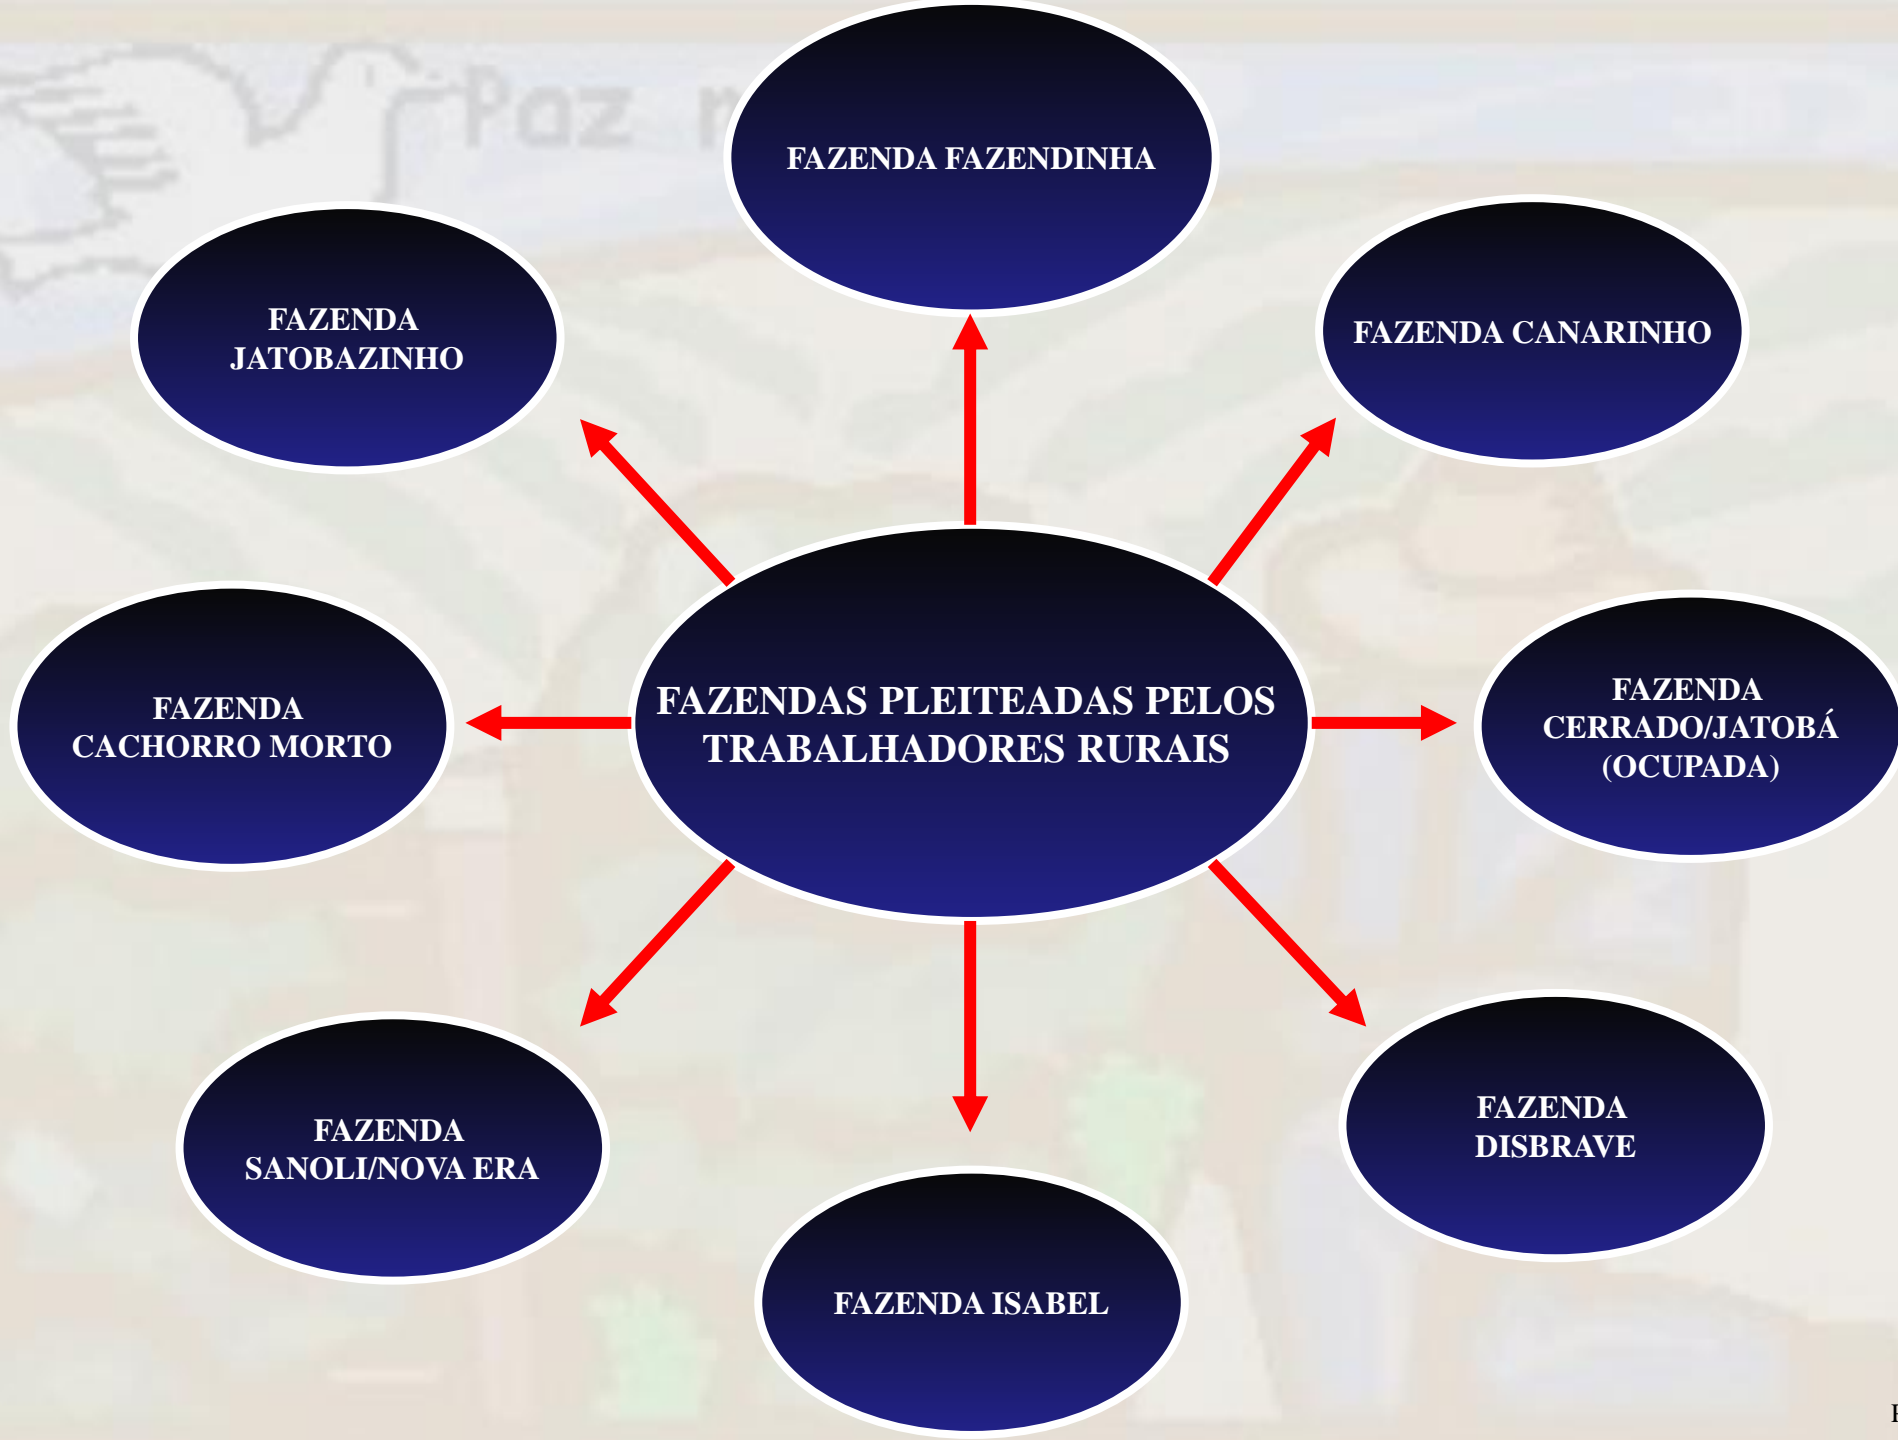 Paz
FAZENDA FAZENDINHA
FAZENDA
JATOBAZINHO
FAZENDA CANARINHO
FAZENDA
CACHORRO MORTO
FAZENDAS PLEITEADAS PELOS
TRABALHADORES RURAIS
FAZENDA
CERRADO/JATOBÁ
(OCUPADA)
FAZENDA
SANOLI/NOVA ERA
FAZENDA
DISBRAVE
FAZENDA ISABEL